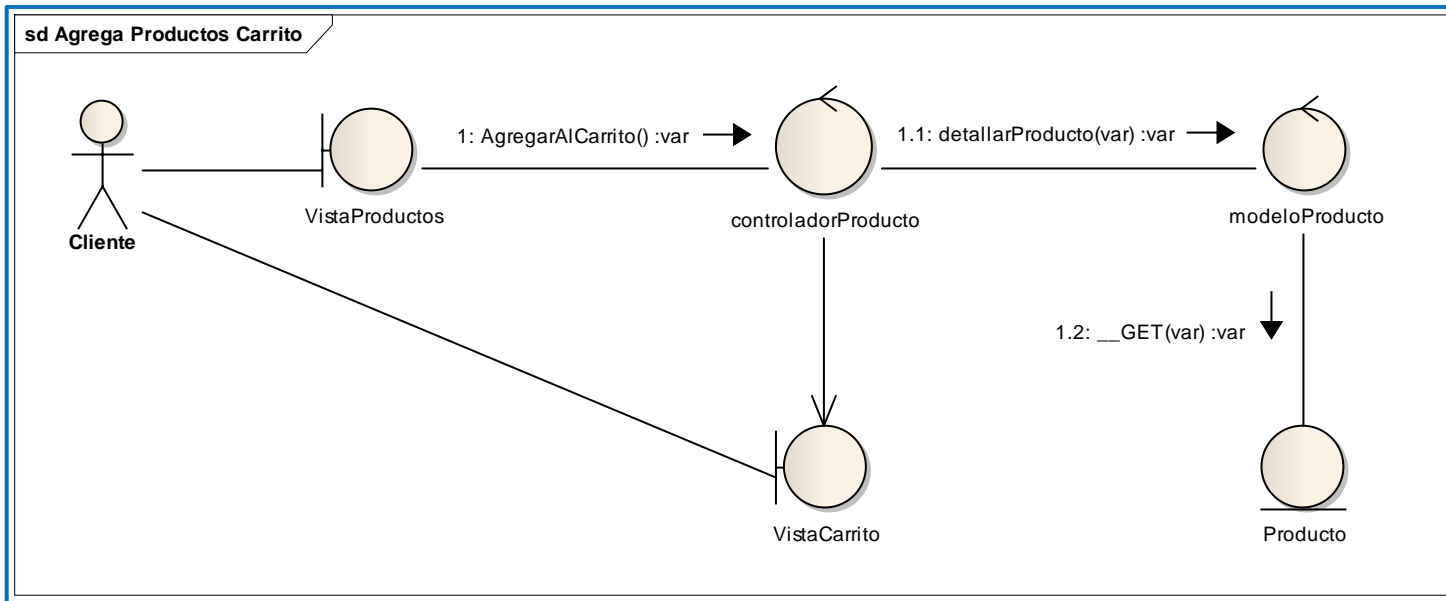 sd Agrega Productos Carrito
1: AgregarAlCarrito() :var
1.1: detallarProducto(var) :var
VistaProductos
controladorProducto
modeloProducto
Cliente
1.2: __GET(var) :var
VistaCarrito
Producto